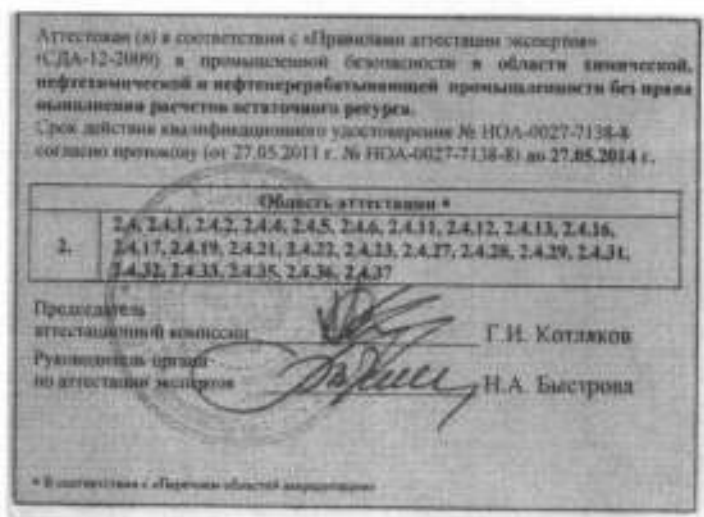 Аттестован (а) в соответствии с «Правилами аттестации экспертов»
(СДА-12-2009) в промышленной безопасности в области химической,
нефтехимической и нефтеперерабатывающей промышленности без права
выполнения расчетов остаточного ресурса.
Срок действия квалификационного удостоверения № НОА-0027-7138-8
согласно протоколу (от 27.05.2011 г. № НОА-0027-7138-8) до 27.05.2014 г.
Область аттестации *
2. 2.4, 2.4.1, 2.4.2, 2.4.4, 2.4.5, 2.4.6, 2.4.11, 2.4.12, 2.4.13, 2.4.16,
2.4.17, 2.4.19, 2.4.21, 2.4.22, 2.4.23, 2.4.27, 2.4.28, 2.4.29, 2.4.31,
2.4.32, 2.4.33, 2.4.35, 2.4.36, 2.4.37
Председатель
аттестационной комиссии Г.И. Котляков
Руководитель органа
по аттестации экспертов Н.А. Быстрова
* В соответствии с «Перечнем областей аккредитации»